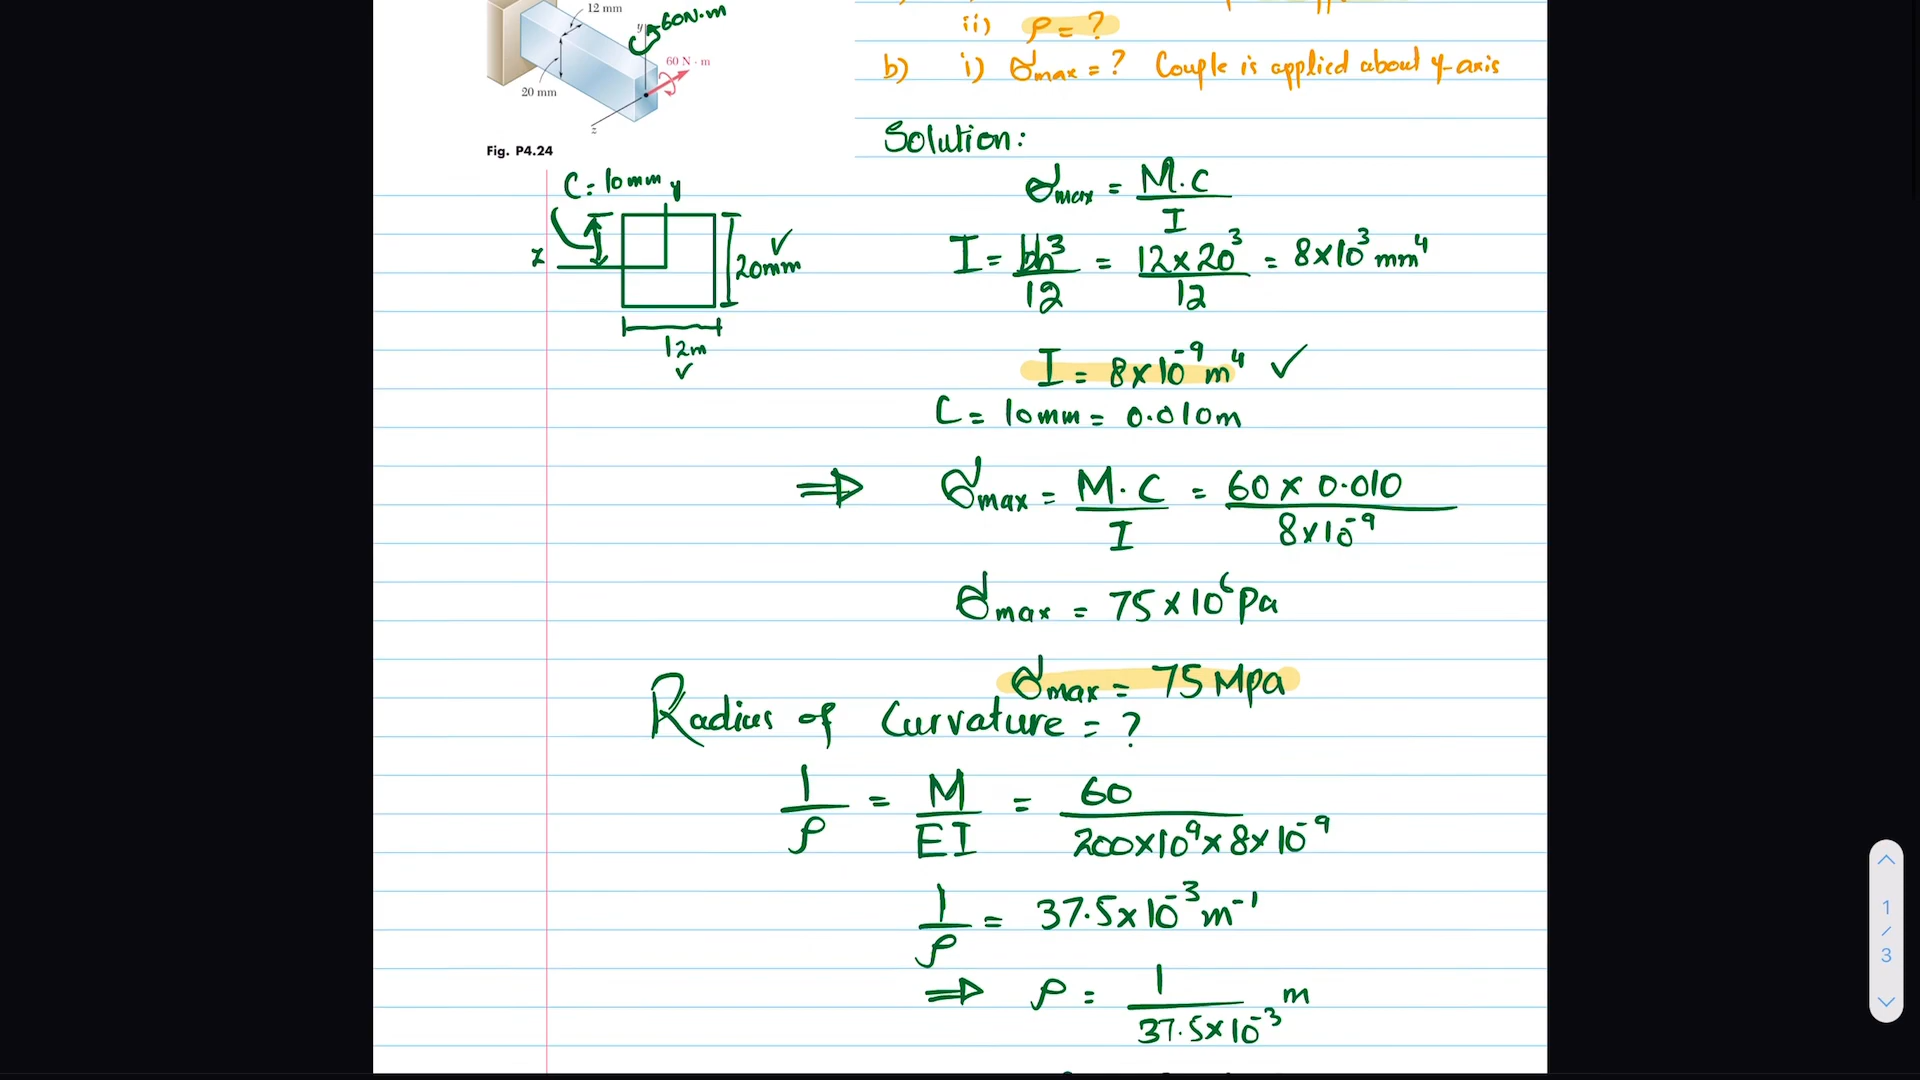 12 mm
y
60N·m
60 N · m
20 mm
z
Fig. P4.24
ii) ρ = ?
b) i) σmax = ? Couple is applied about y-axis
Solution:
C = 10mm y
z
20mm ✓
12m
✓
σmax = M·C / I
I = bh³/12 = 12×20³/12 = 8×10³ mm⁴
I = 8×10⁻⁹ m⁴ ✓
C = 10mm = 0.010m
⇒ σmax = M·C / I = 60 × 0.010 / 8×10⁻⁹
σmax = 75×10⁶ Pa
σmax = 75 Mpa
Radius of Curvature = ?
1/ρ = M/EI = 60 / 200×10⁹×8×10⁻⁹
1/ρ = 37.5×10⁻³ m⁻¹
⇒ ρ = 1 / 37.5×10⁻³ m
1
/
3